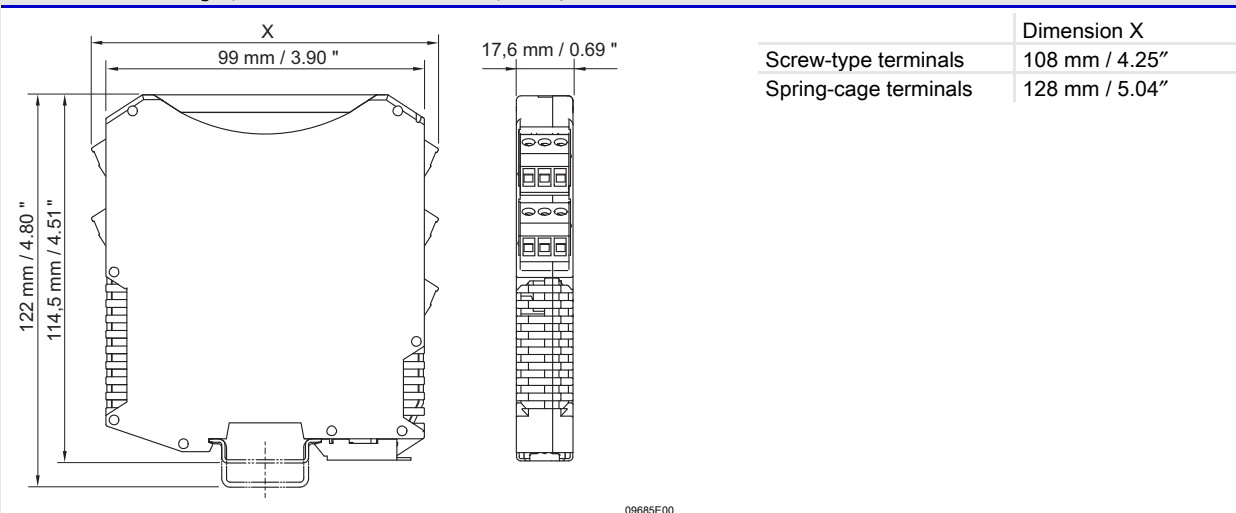 X
99 mm / 3.90 "
17,6 mm / 0.69 "
122 mm / 4.80 "
114,5 mm / 4.51"
Dimension X
Screw-type terminals 108 mm / 4.25″
Spring-cage terminals 128 mm / 5.04″
09685E00